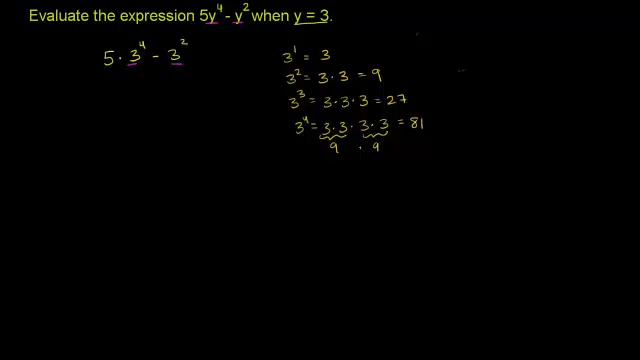 Evaluate the expression 5y⁴ - y² when y = 3.
5 · 3⁴ - 3²
3¹ = 3
3² = 3 · 3 = 9
3³ = 3 · 3 · 3 = 27
3⁴ = 3 · 3 · 3 · 3 = 81
9 · 9